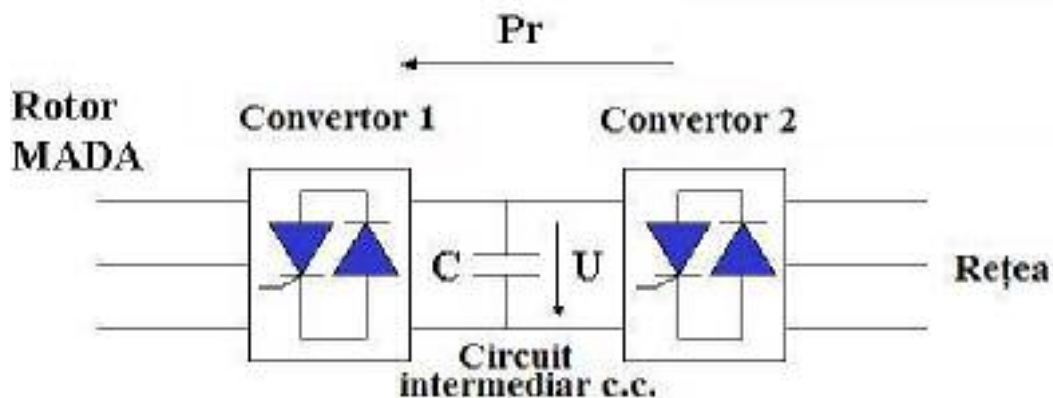 Pr
Rotor
MADA
Convertor 1
Convertor 2
C
U
Rețea
Circuit
intermediar c.c.